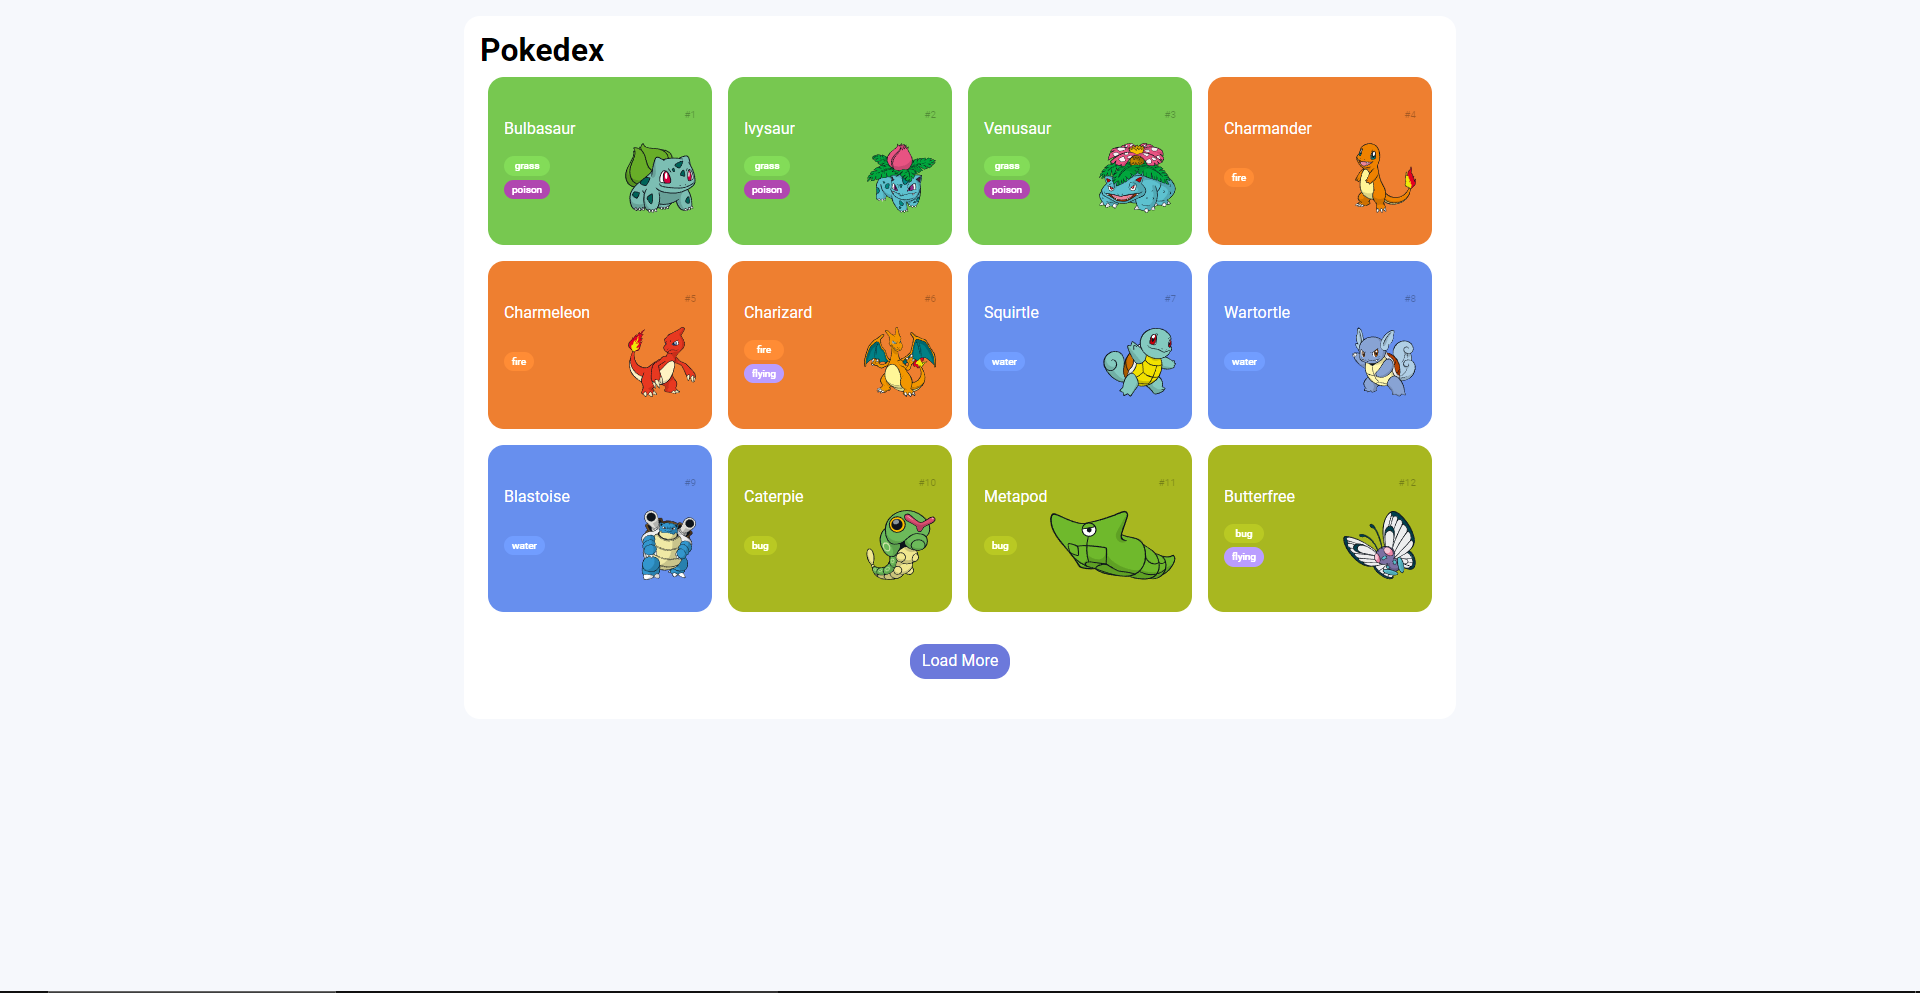 Pokedex
#1
Bulbasaur
grass
poison
#2
Ivysaur
grass
poison
#3
Venusaur
grass
poison
#4
Charmander
fire
#5
Charmeleon
fire
#6
Charizard
fire
flying
#7
Squirtle
water
#8
Wartortle
water
#9
Blastoise
water
#10
Caterpie
bug
#11
Metapod
bug
#12
Butterfree
bug
flying
Load More